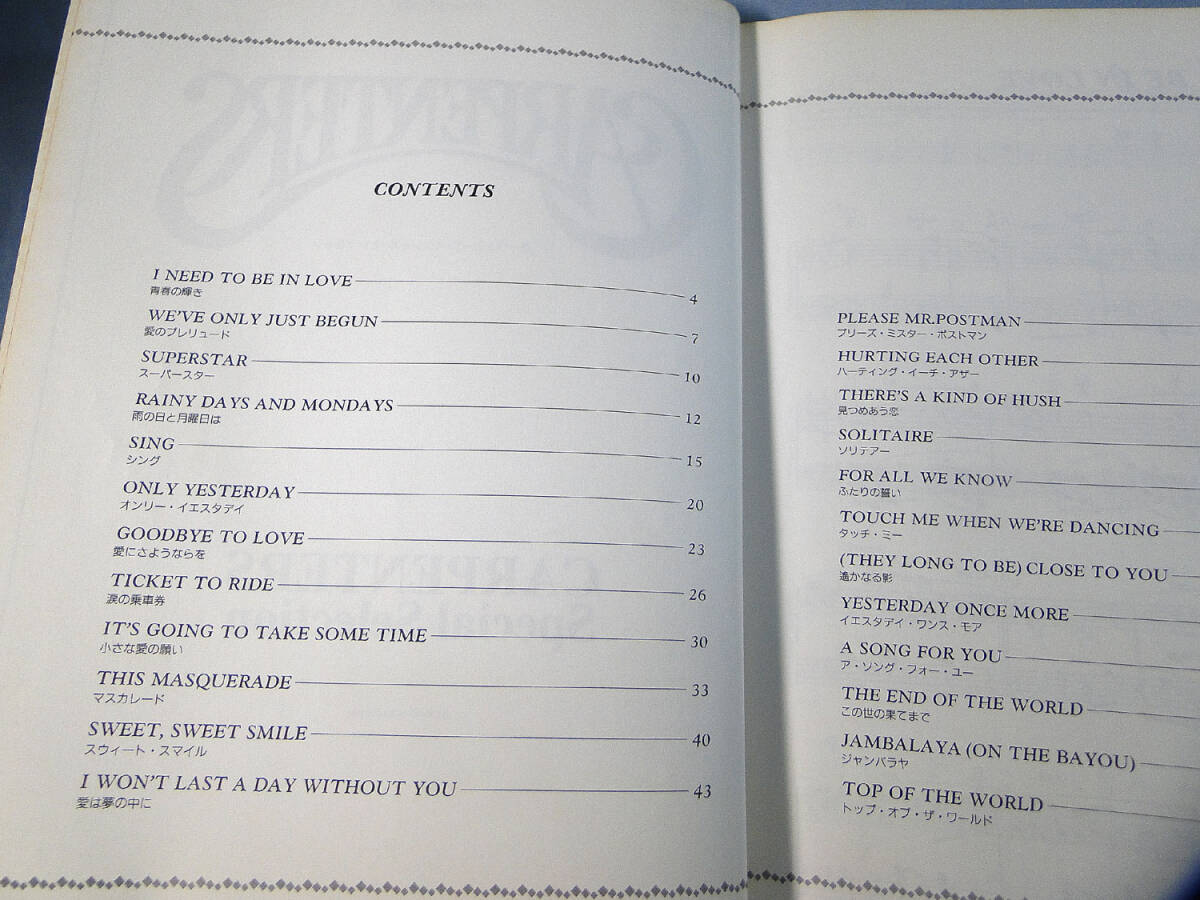 CONTENTS
I NEED TO BE IN LOVE 4
青春の輝き
WE'VE ONLY JUST BEGUN 7
愛のプレリュード
SUPERSTAR 10
スーパースター
RAINY DAYS AND MONDAYS 12
雨の日と月曜日は
SING 15
シング
ONLY YESTERDAY 20
オンリー・イエスタデイ
GOODBYE TO LOVE 23
愛にさようならを
TICKET TO RIDE 26
涙の乗車券
IT'S GOING TO TAKE SOME TIME 30
小さな愛の願い
THIS MASQUERADE 33
マスカレード
SWEET, SWEET SMILE 40
スウィート・スマイル
I WON'T LAST A DAY WITHOUT YOU 43
愛は夢の中に
PLEASE MR.POSTMAN
プリーズ・ミスター・ポストマン
HURTING EACH OTHER
ハーティング・イーチ・アザー
THERE'S A KIND OF HUSH
見つめあう恋
SOLITAIRE
ソリテアー
FOR ALL WE KNOW
ふたりの誓い
TOUCH ME WHEN WE'RE DANCING
タッチ・ミー
(THEY LONG TO BE) CLOSE TO YOU
遙かなる影
YESTERDAY ONCE MORE
イエスタデイ・ワンス・モア
A SONG FOR YOU
ア・ソング・フォー・ユー
THE END OF THE WORLD
この世の果てまで
JAMBALAYA (ON THE BAYOU)
ジャンバラヤ
TOP OF THE WORLD
トップ・オブ・ザ・ワールド
CARPENTERS
CARPENTERS
Special Selection